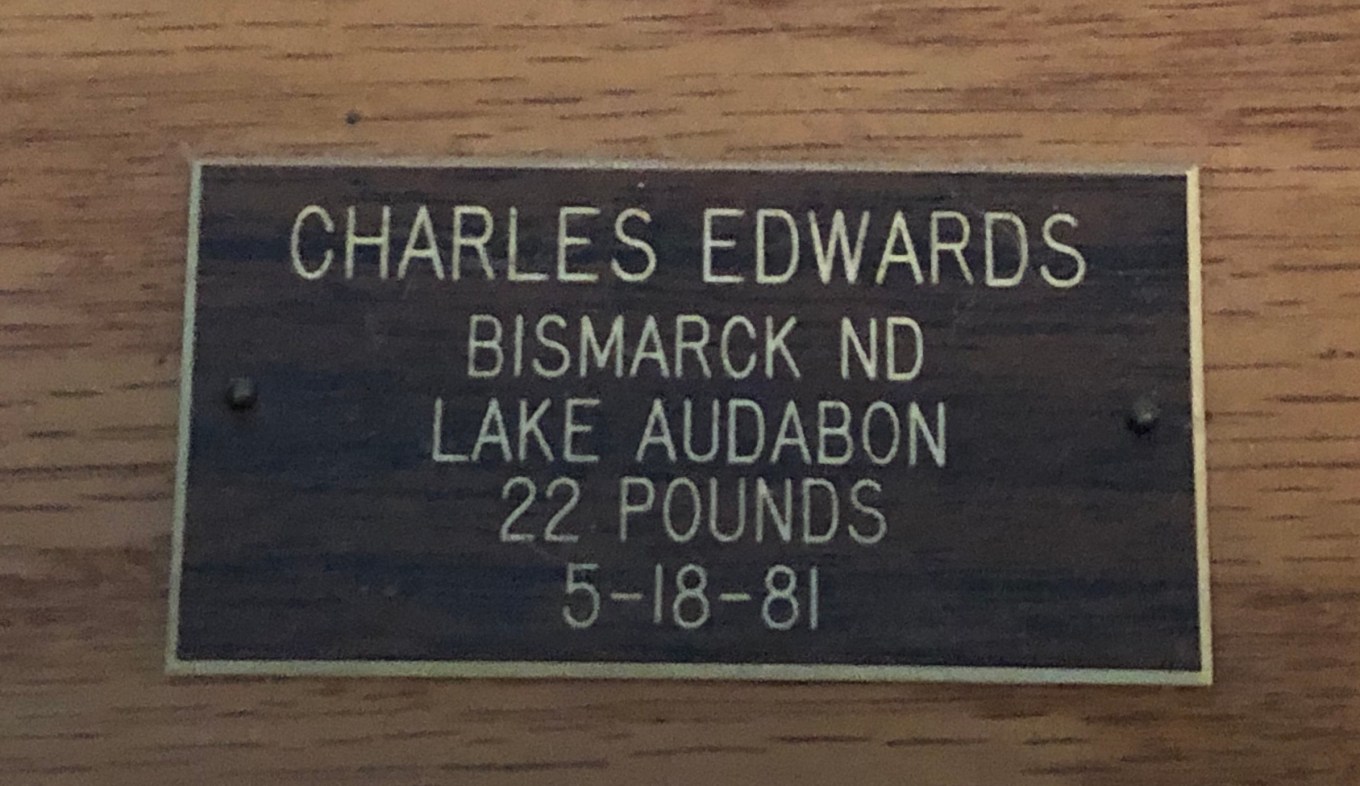 CHARLES EDWARDS
BISMARCK ND
LAKE AUDABON
22 POUNDS
5-18-81